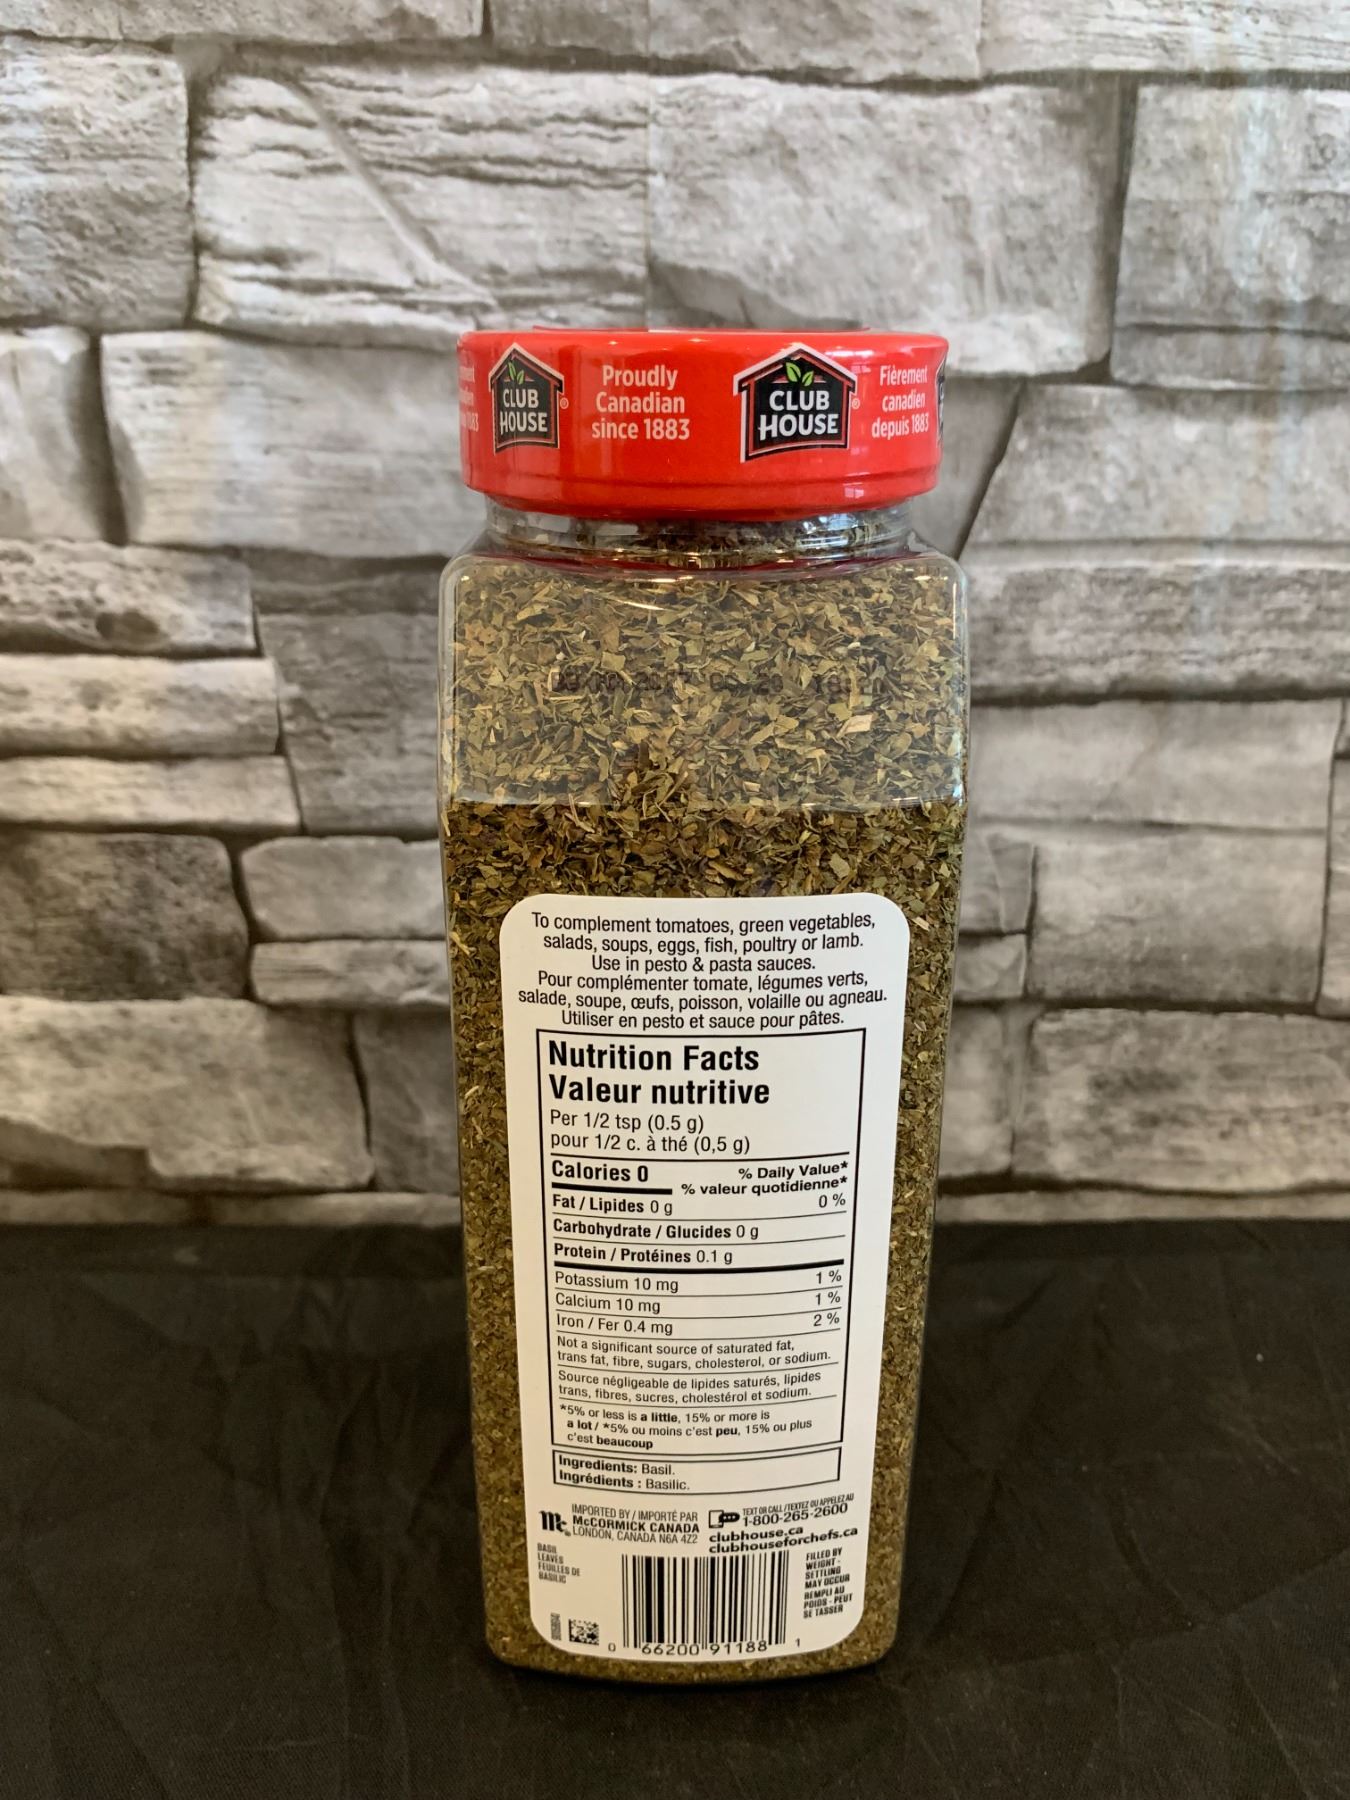 CLUB
HOUSE
Proudly
Canadian
since 1883
CLUB
HOUSE
Fièrement
canadien
depuis 1883
To complement tomatoes, green vegetables,
salads, soups, eggs, fish, poultry or lamb.
Use in pesto & pasta sauces.
Pour complémenter tomate, légumes verts,
salade, soupe, œufs, poisson, volaille ou agneau.
Utiliser en pesto et sauce pour pâtes.
Nutrition Facts
Valeur nutritive
Per 1/2 tsp (0.5 g)
pour 1/2 c. à thé (0,5 g)
Calories 0
% Daily Value*
% valeur quotidienne*
Fat / Lipides 0 g 0 %
Carbohydrate / Glucides 0 g
Protein / Protéines 0.1 g
Potassium 10 mg 1 %
Calcium 10 mg 1 %
Iron / Fer 0.4 mg 2 %
Not a significant source of saturated fat,
trans fat, fibre, sugars, cholesterol, or sodium.
Source négligeable de lipides saturés, lipides
trans, fibres, sucres, cholestérol et sodium.
*5% or less is a little, 15% or more is
a lot / *5% ou moins c'est peu, 15% ou plus
c'est beaucoup
Ingredients: Basil.
Ingrédients : Basilic.
Mc
IMPORTED BY / IMPORTÉ PAR
McCORMICK CANADA
LONDON, CANADA N6A 4Z2
TEXT OR CALL / TEXTEZ OU APPELEZ AU
1-800-265-2600
clubhouse.ca
clubhouseforchefs.ca
BASIL
LEAVES
FEUILLES DE
BASILIC
FILLED BY
WEIGHT -
SETTLING
MAY OCCUR
REMPLI AU
POIDS - PEUT
SE TASSER
0 66200 91188 1